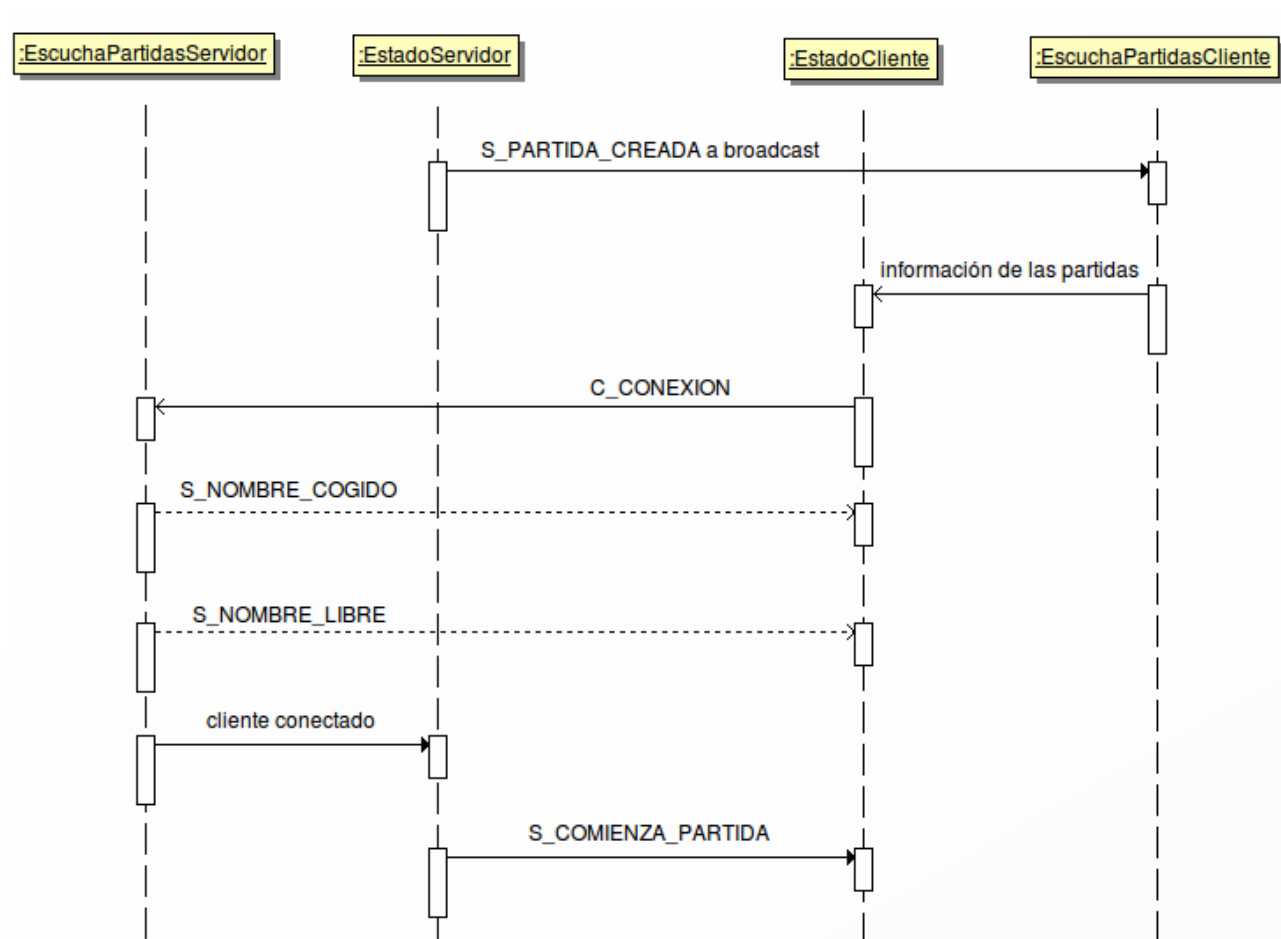 :EscuchaPartidasServidor
:EstadoServidor
:EstadoCliente
:EscuchaPartidasCliente
S_PARTIDA_CREADA a broadcast
información de las partidas
C_CONEXION
S_NOMBRE_COGIDO
S_NOMBRE_LIBRE
cliente conectado
S_COMIENZA_PARTIDA